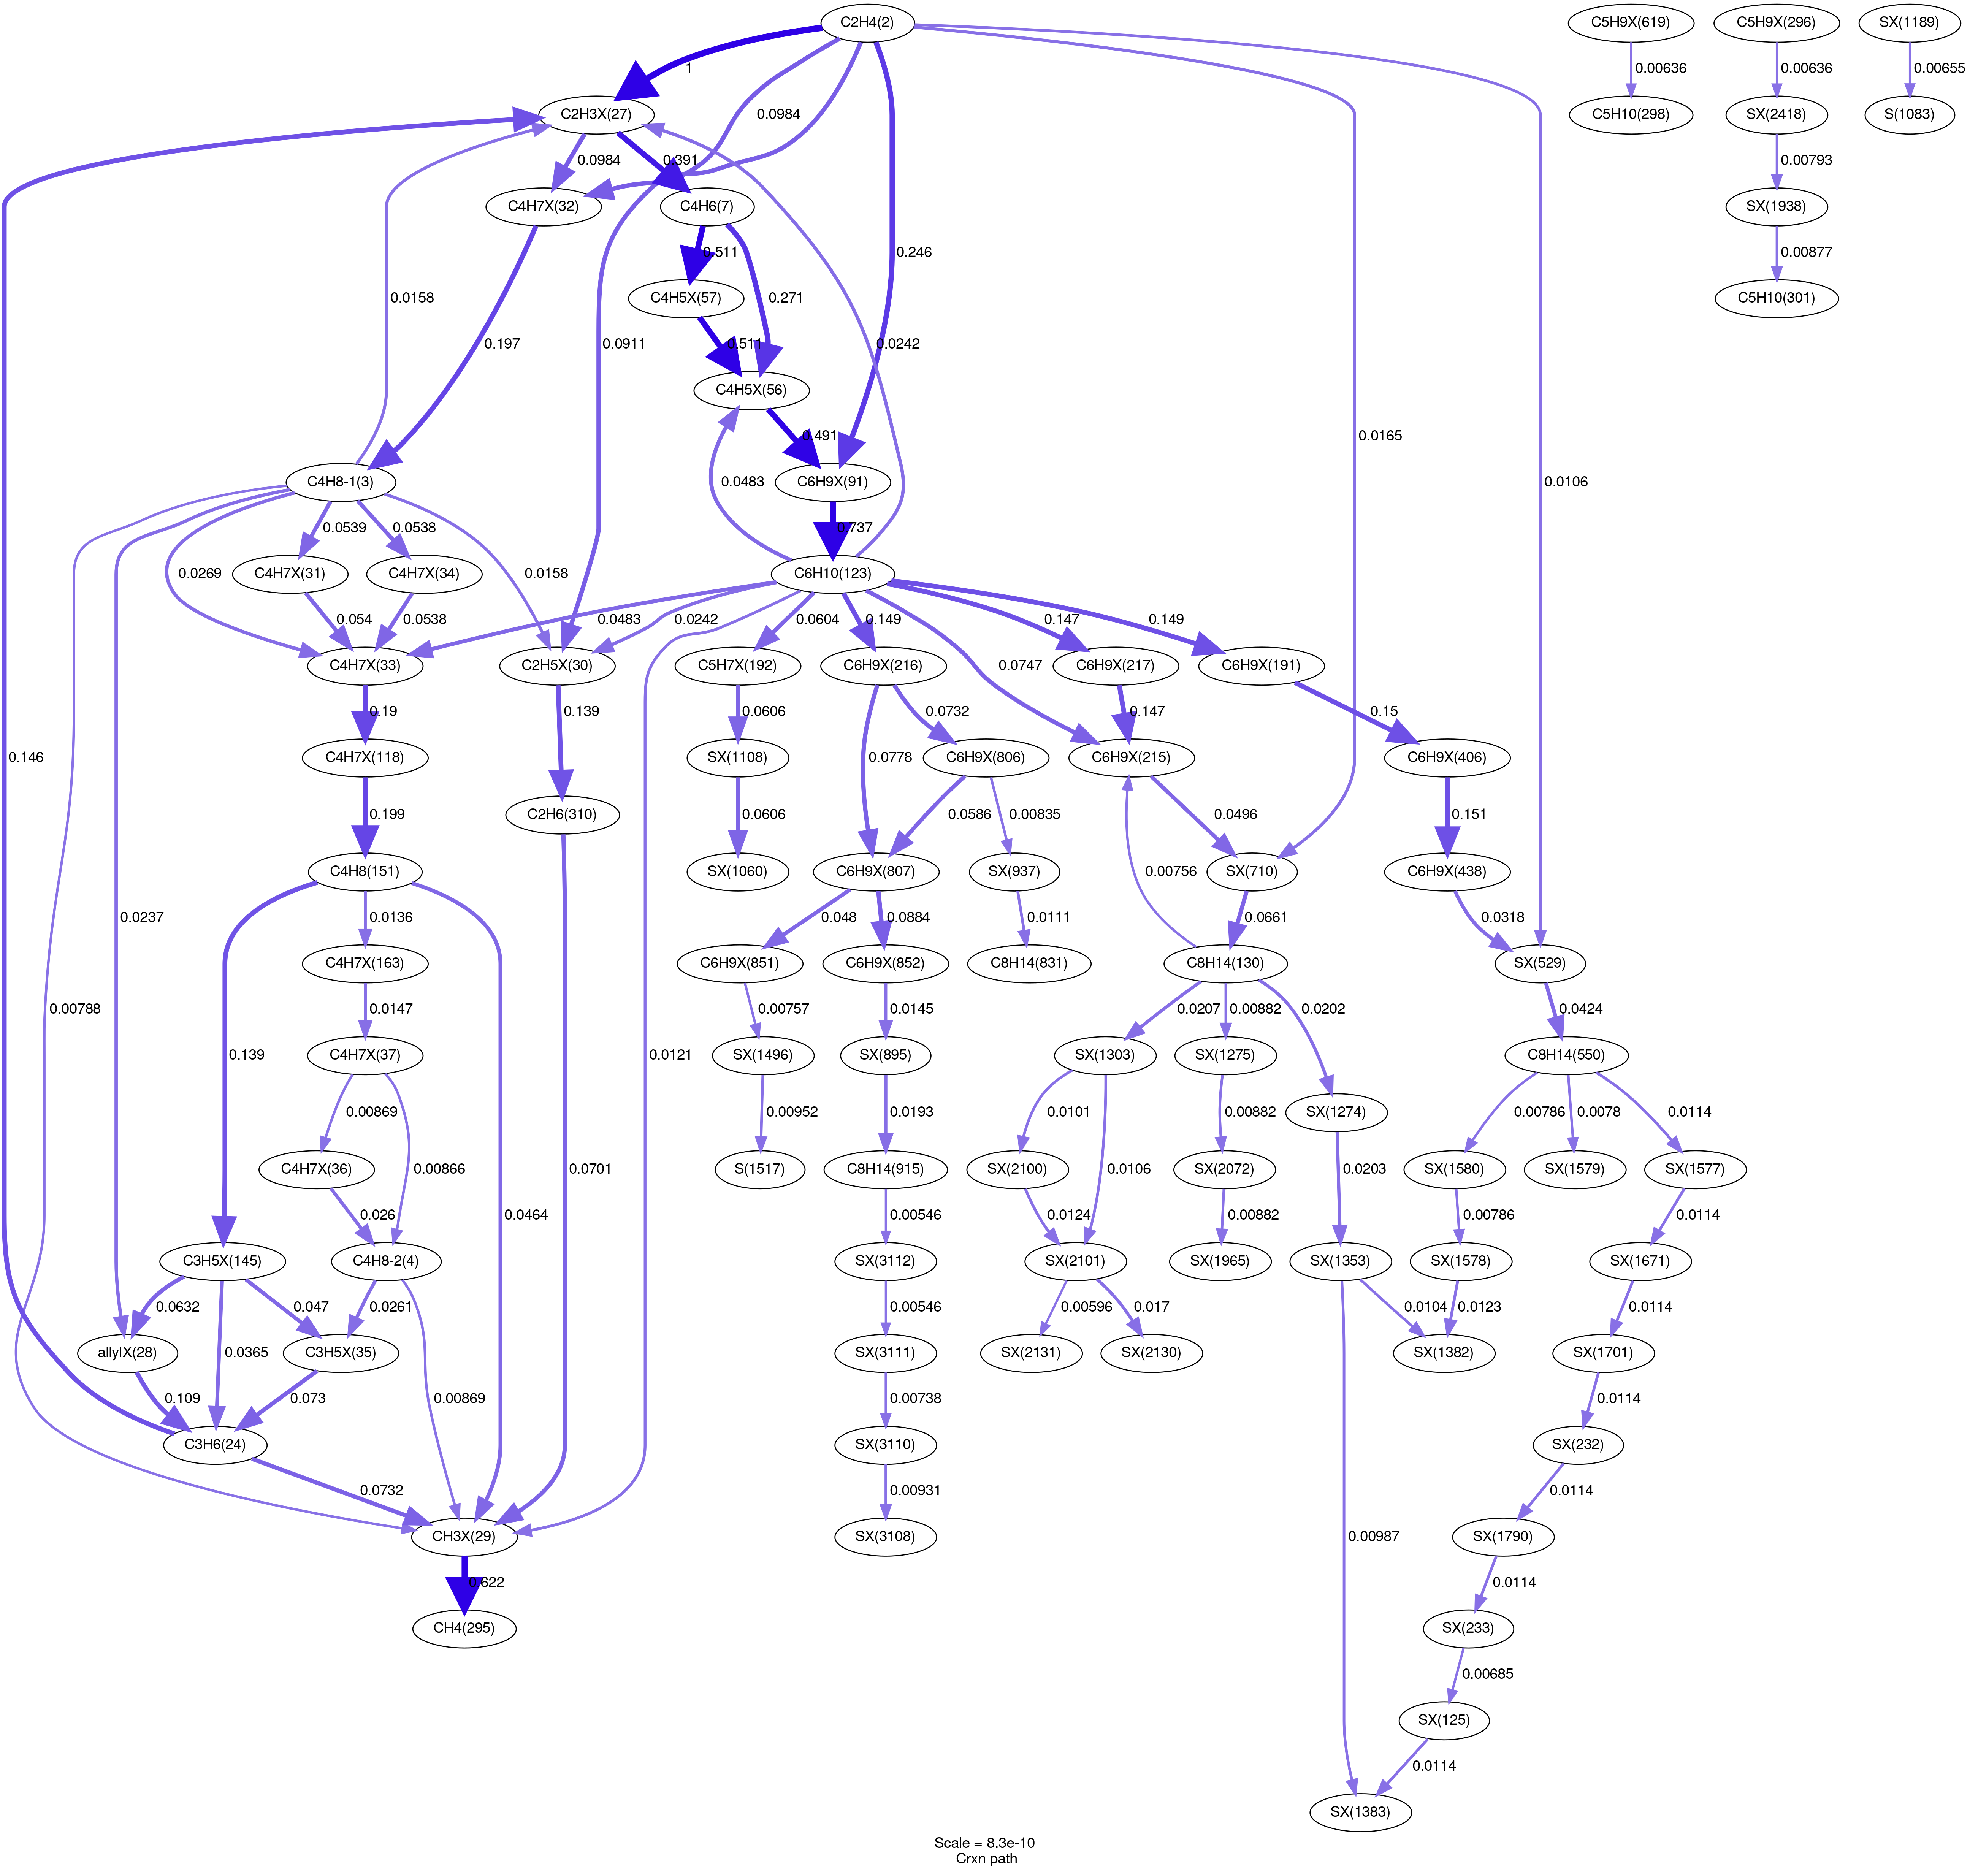 C2H4(2)
C5H9X(619)
C5H9X(296)
SX(1189)
1
0.0984
0.00636
0.00636
0.00655
C2H3X(27)
C5H10(298)
SX(2418)
S(1083)
0.0984
0.391
0.00793
C4H7X(32)
C4H6(7)
SX(1938)
0.511
0.246
0.00877
0.0158
C4H5X(57)
0.271
C5H10(301)
0.197
0.0911
0.511
0.0242
C4H5X(56)
0.0165
0.491
C4H8-1(3)
0.0483
C6H9X(91)
0.0106
0.0539
0.0538
0.737
0.0269
C4H7X(31)
C4H7X(34)
0.0158
C6H10(123)
0.054
0.0538
0.0483
0.0242
0.0604
0.149
0.147
0.149
C4H7X(33)
C2H5X(30)
C5H7X(192)
C6H9X(216)
0.0747
C6H9X(217)
C6H9X(191)
0.19
0.139
0.0606
0.0732
0.147
0.15
C4H7X(118)
SX(1108)
0.0778
C6H9X(806)
C6H9X(215)
C6H9X(406)
0.146
0.199
C2H6(310)
0.0606
0.0586
0.00835
0.0496
0.151
C4H8(151)
SX(1060)
C6H9X(807)
SX(937)
0.00756
SX(710)
C6H9X(438)
0.0237
0.0136
0.048
0.0884
0.0111
0.0661
0.0318
C4H7X(163)
C6H9X(851)
C6H9X(852)
C8H14(831)
C8H14(130)
SX(529)
0.00788
0.0147
0.00757
0.0145
0.0207
0.00882
0.0202
0.0424
0.139
C4H7X(37)
0.0121
SX(1496)
SX(895)
SX(1303)
SX(1275)
C8H14(550)
0.00869
0.00952
0.0193
0.0101
0.00882
SX(1274)
0.00786
0.0078
0.0114
C4H7X(36)
0.00866
0.0701
S(1517)
C8H14(915)
SX(2100)
0.0106
SX(2072)
SX(1580)
SX(1579)
SX(1577)
0.026
0.0464
0.00546
0.0124
0.00882
0.0203
0.00786
0.0114
C3H5X(145)
C4H8-2(4)
SX(3112)
SX(2101)
SX(1965)
SX(1353)
SX(1578)
SX(1671)
0.0632
0.047
0.0261
0.00546
0.00596
0.017
0.0104
0.0123
0.0114
allylX(28)
0.0365
C3H5X(35)
SX(3111)
SX(2131)
SX(2130)
SX(1382)
SX(1701)
0.109
0.073
0.00869
0.00738
0.0114
C3H6(24)
SX(3110)
SX(232)
0.0732
0.00931
0.0114
CH3X(29)
SX(3108)
0.00987
SX(1790)
0.622
0.0114
CH4(295)
SX(233)
0.00685
SX(125)
0.0114
SX(1383)
Scale = 8.3e-10
Crxn path